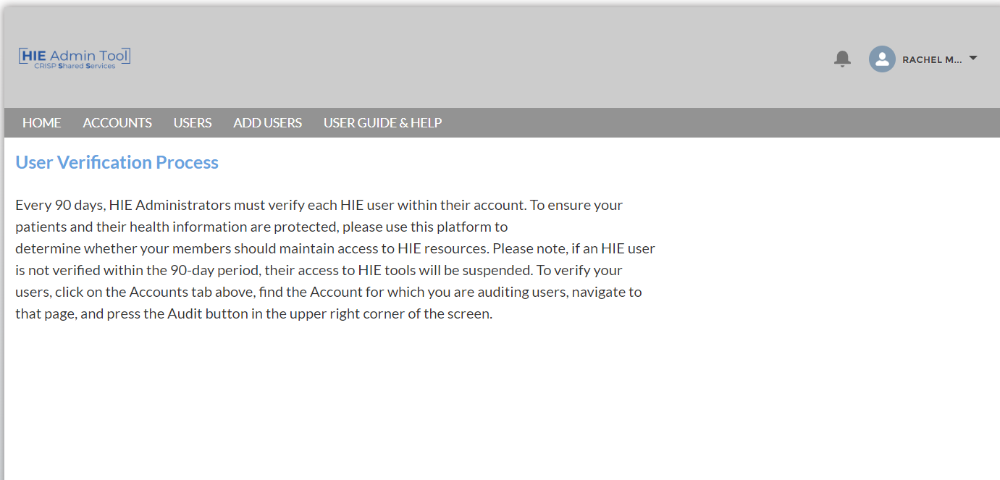 HIE Admin Tool
CRISP Shared Services
RACHEL M...
HOME ACCOUNTS USERS ADD USERS USER GUIDE & HELP
User Verification Process
Every 90 days, HIE Administrators must verify each HIE user within their account. To ensure your
patients and their health information are protected, please use this platform to
determine whether your members should maintain access to HIE resources. Please note, if an HIE user
is not verified within the 90-day period, their access to HIE tools will be suspended. To verify your
users, click on the Accounts tab above, find the Account for which you are auditing users, navigate to
that page, and press the Audit button in the upper right corner of the screen.